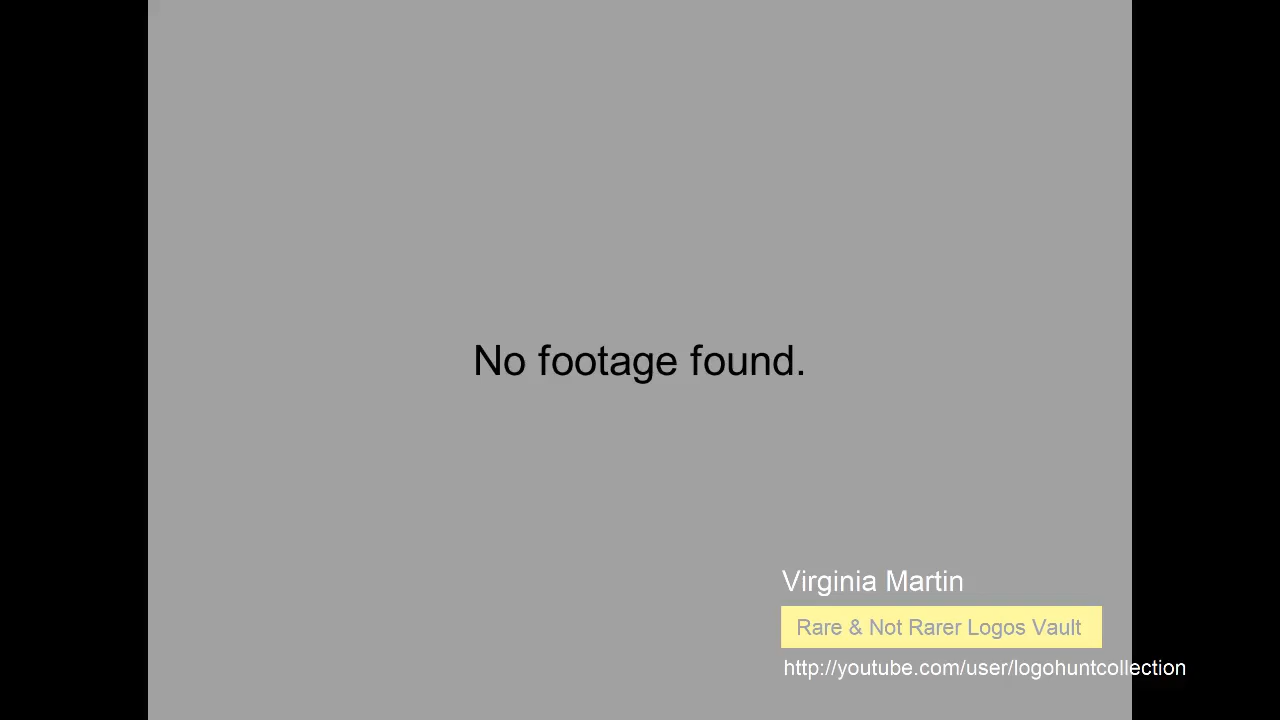 No footage found.
Virginia Martin
Rare & Not Rarer Logos Vault
http://youtube.com/user/logohuntcollection